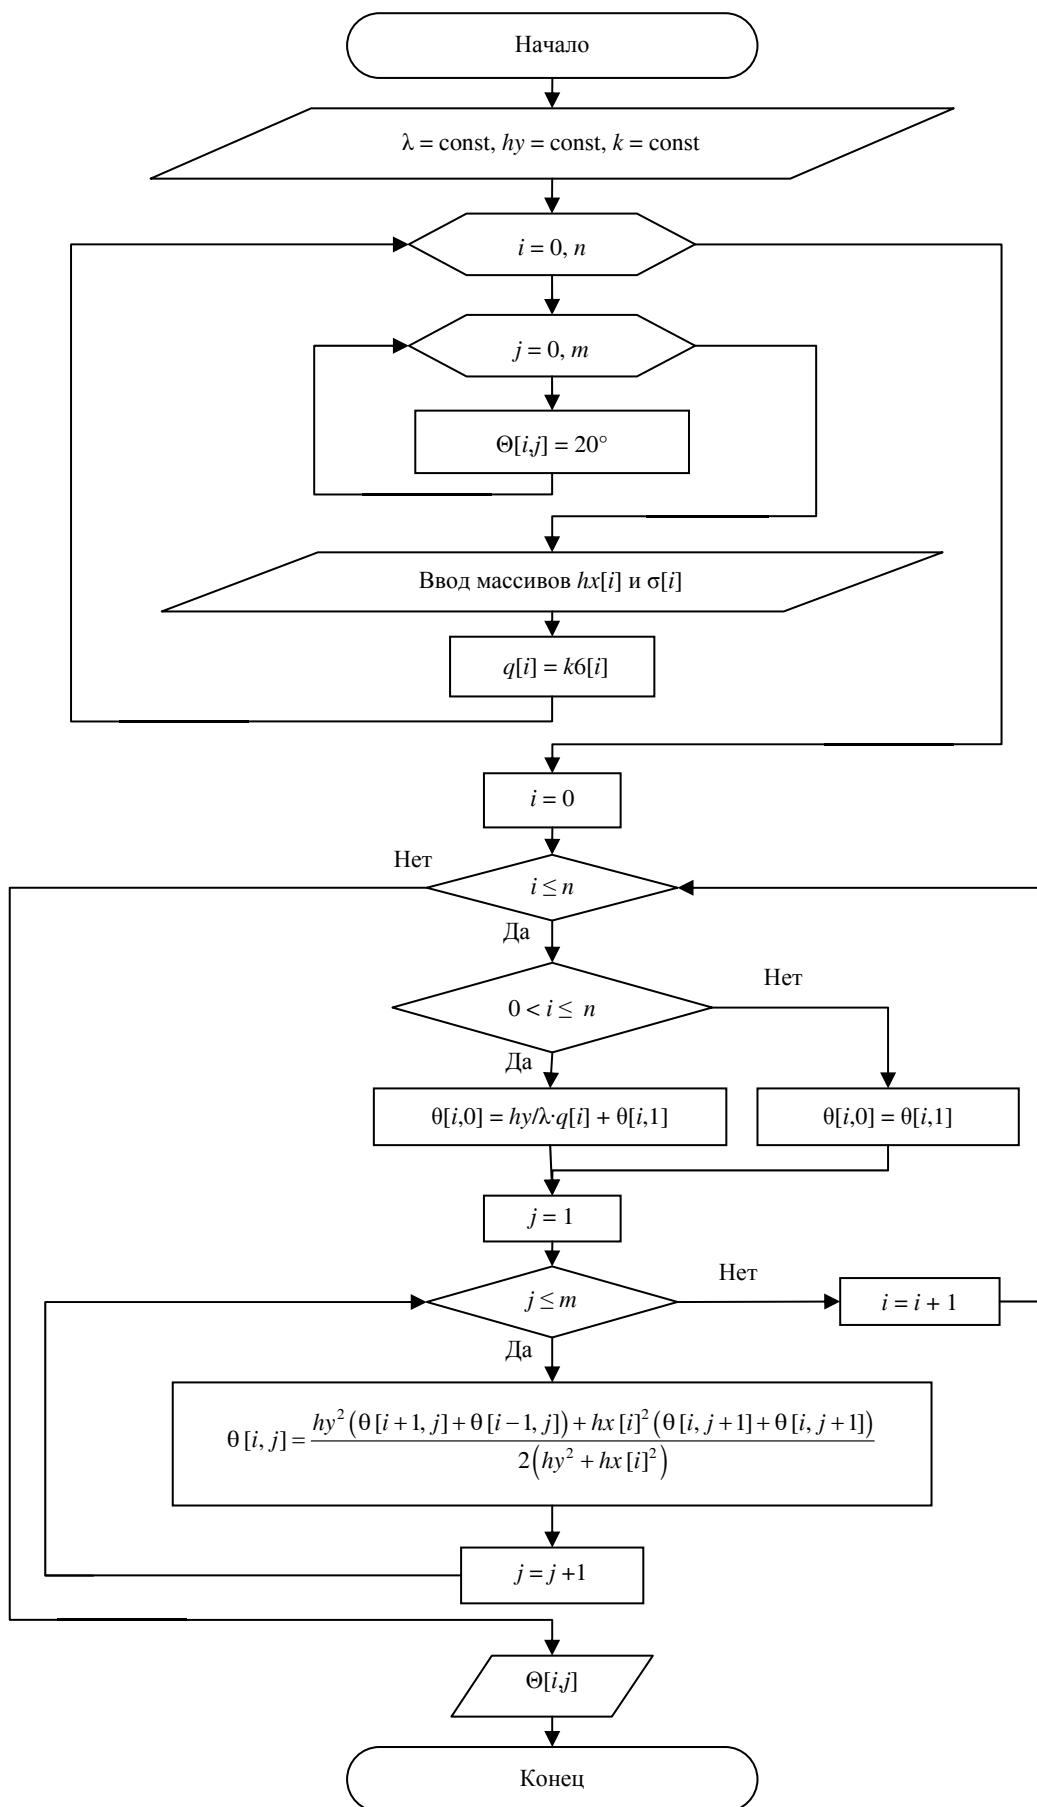 Начало
λ = const, hy = const, k = const
i = 0, n
j = 0, m
Θ[i,j] = 20°
Ввод массивов hx[i] и σ[i]
q[i] = k6[i]
i = 0
Нет
i ≤ n
Да
Нет
0 < i ≤ n
Да
θ[i,0] = hy/λ·q[i] + θ[i,1]
θ[i,0] = θ[i,1]
j = 1
Нет
j ≤ m
i = i + 1
Да
θ[i, j] = hy²(θ[i+1, j] + θ[i−1, j]) + hx[i]²(θ[i, j+1] + θ[i, j+1])
2(hy² + hx[i]²)
j = j +1
Θ[i,j]
Конец